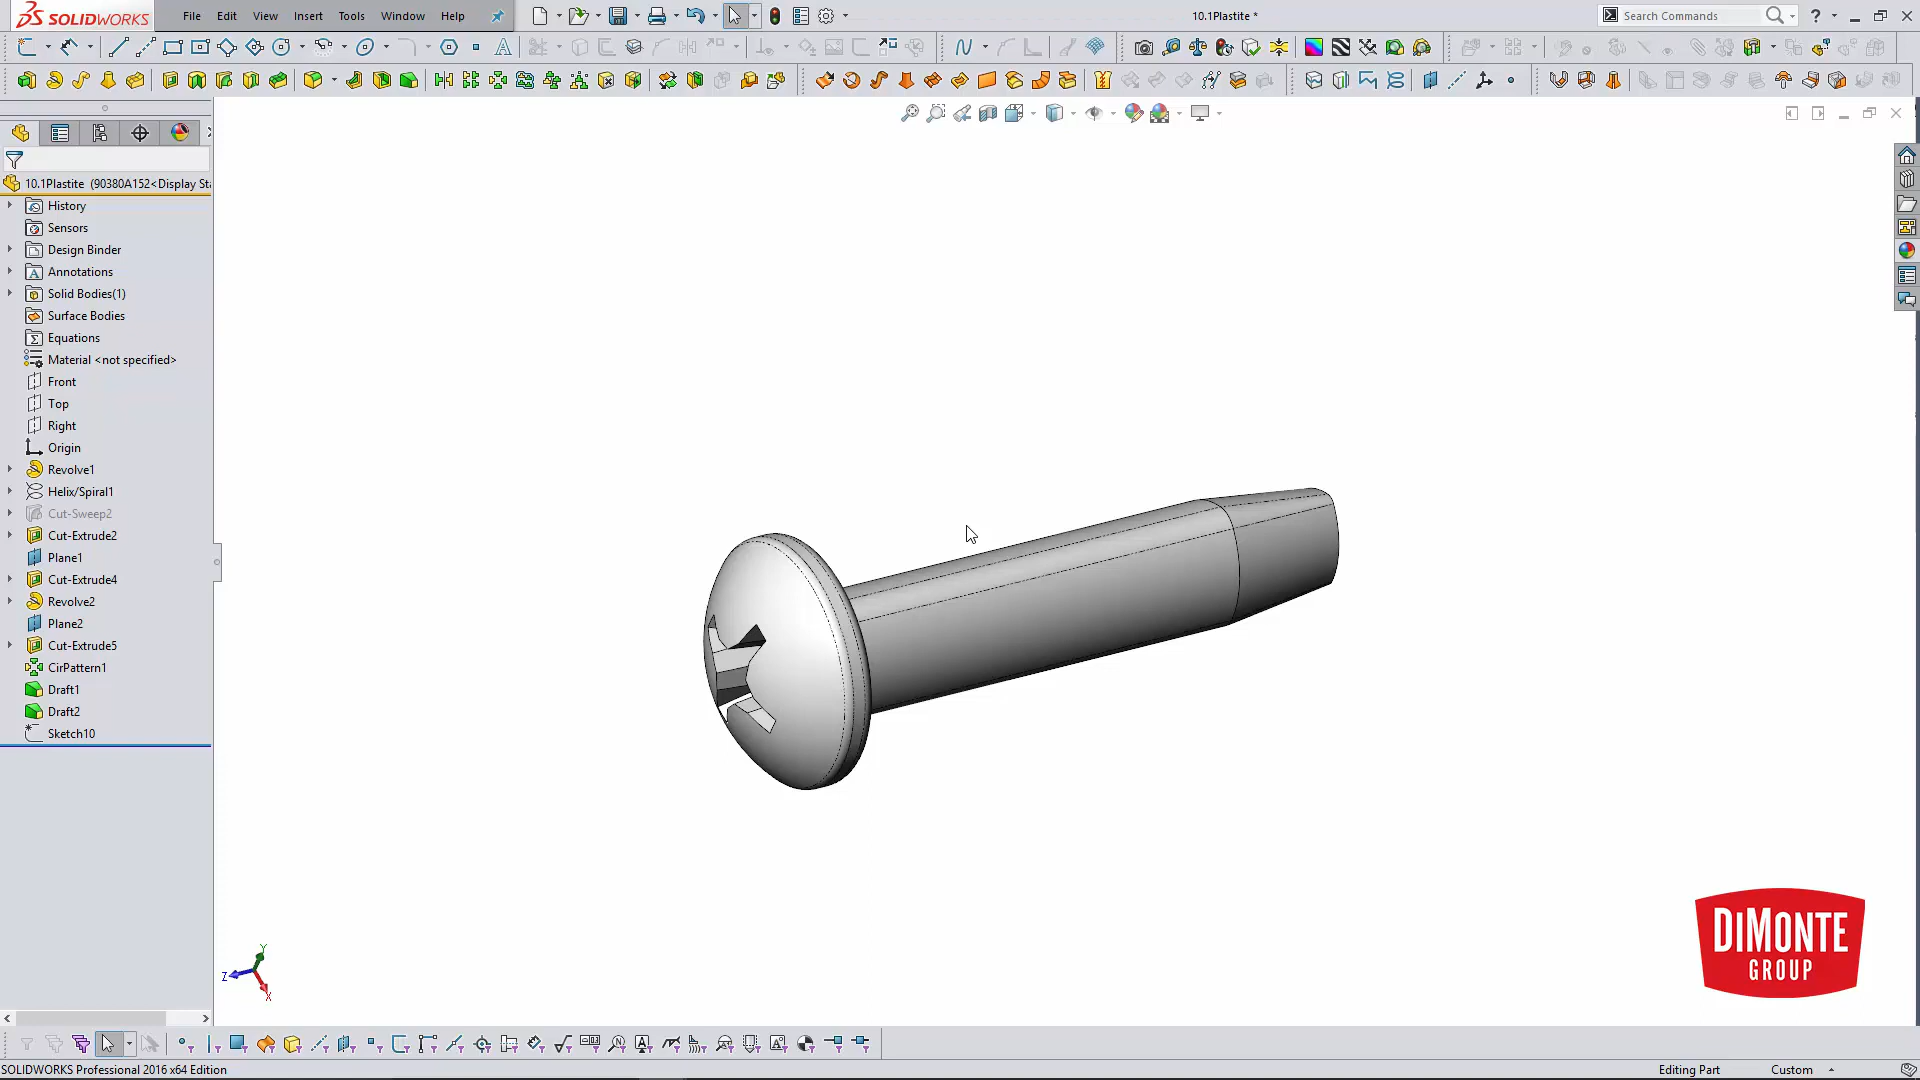 SOLIDWORKS
File Edit View Insert Tools Window Help
10.1Plastite *
Search Commands
10.1Plastite (90380A152<Display Sta
History
Sensors
Design Binder
Annotations
Solid Bodies(1)
Surface Bodies
Equations
Material <not specified>
Front
Top
Right
Origin
Revolve1
Helix/Spiral1
Cut-Sweep2
Cut-Extrude2
Plane1
Cut-Extrude4
Revolve2
Plane2
Cut-Extrude5
CirPattern1
Draft1
Draft2
Sketch10
Y
Z
X
DIMONTE
GROUP
SOLIDWORKS Professional 2016 x64 Edition
Editing Part
Custom